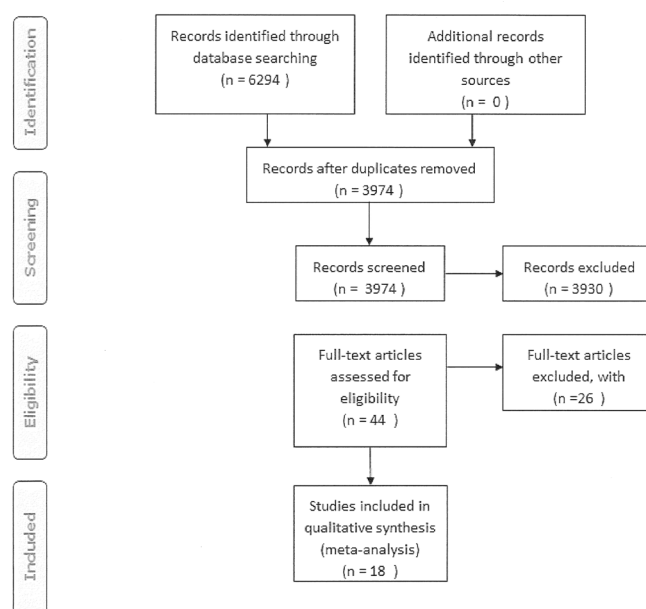 Identification
Records identified through
database searching
(n = 6294 )
Additional records
identified through other
sources
(n = 0 )
Records after duplicates removed
(n = 3974 )
Screening
Records screened
(n = 3974 )
Records excluded
(n = 3930 )
Eligibility
Full-text articles
assessed for
eligibility
(n = 44 )
Full-text articles
excluded, with
(n =26 )
Included
Studies included in
qualitative synthesis
(meta-analysis)
(n = 18 )